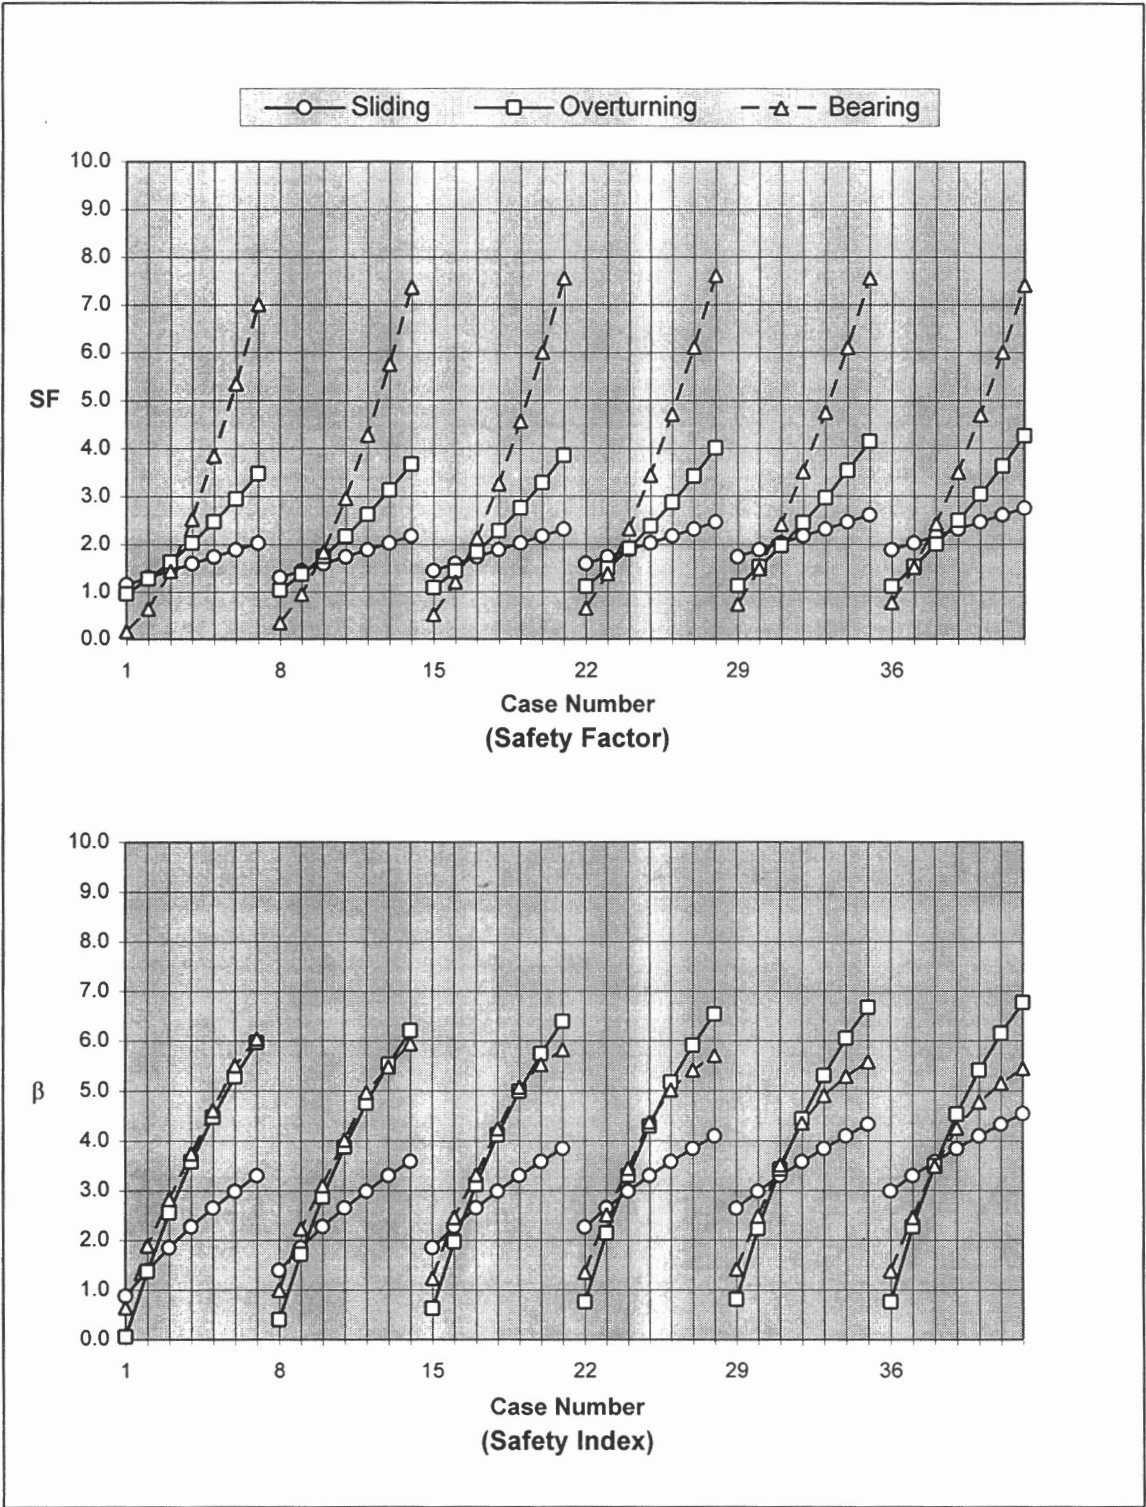 Sliding Overturning Bearing
10.0
9.0
8.0
7.0
6.0
SF
5.0
4.0
3.0
2.0
1.0
0.0
1 8 15 22 29 36
Case Number
(Safety Factor)
10.0
9.0
8.0
7.0
6.0
β
5.0
4.0
3.0
2.0
1.0
0.0
1 8 15 22 29 36
Case Number
(Safety Index)